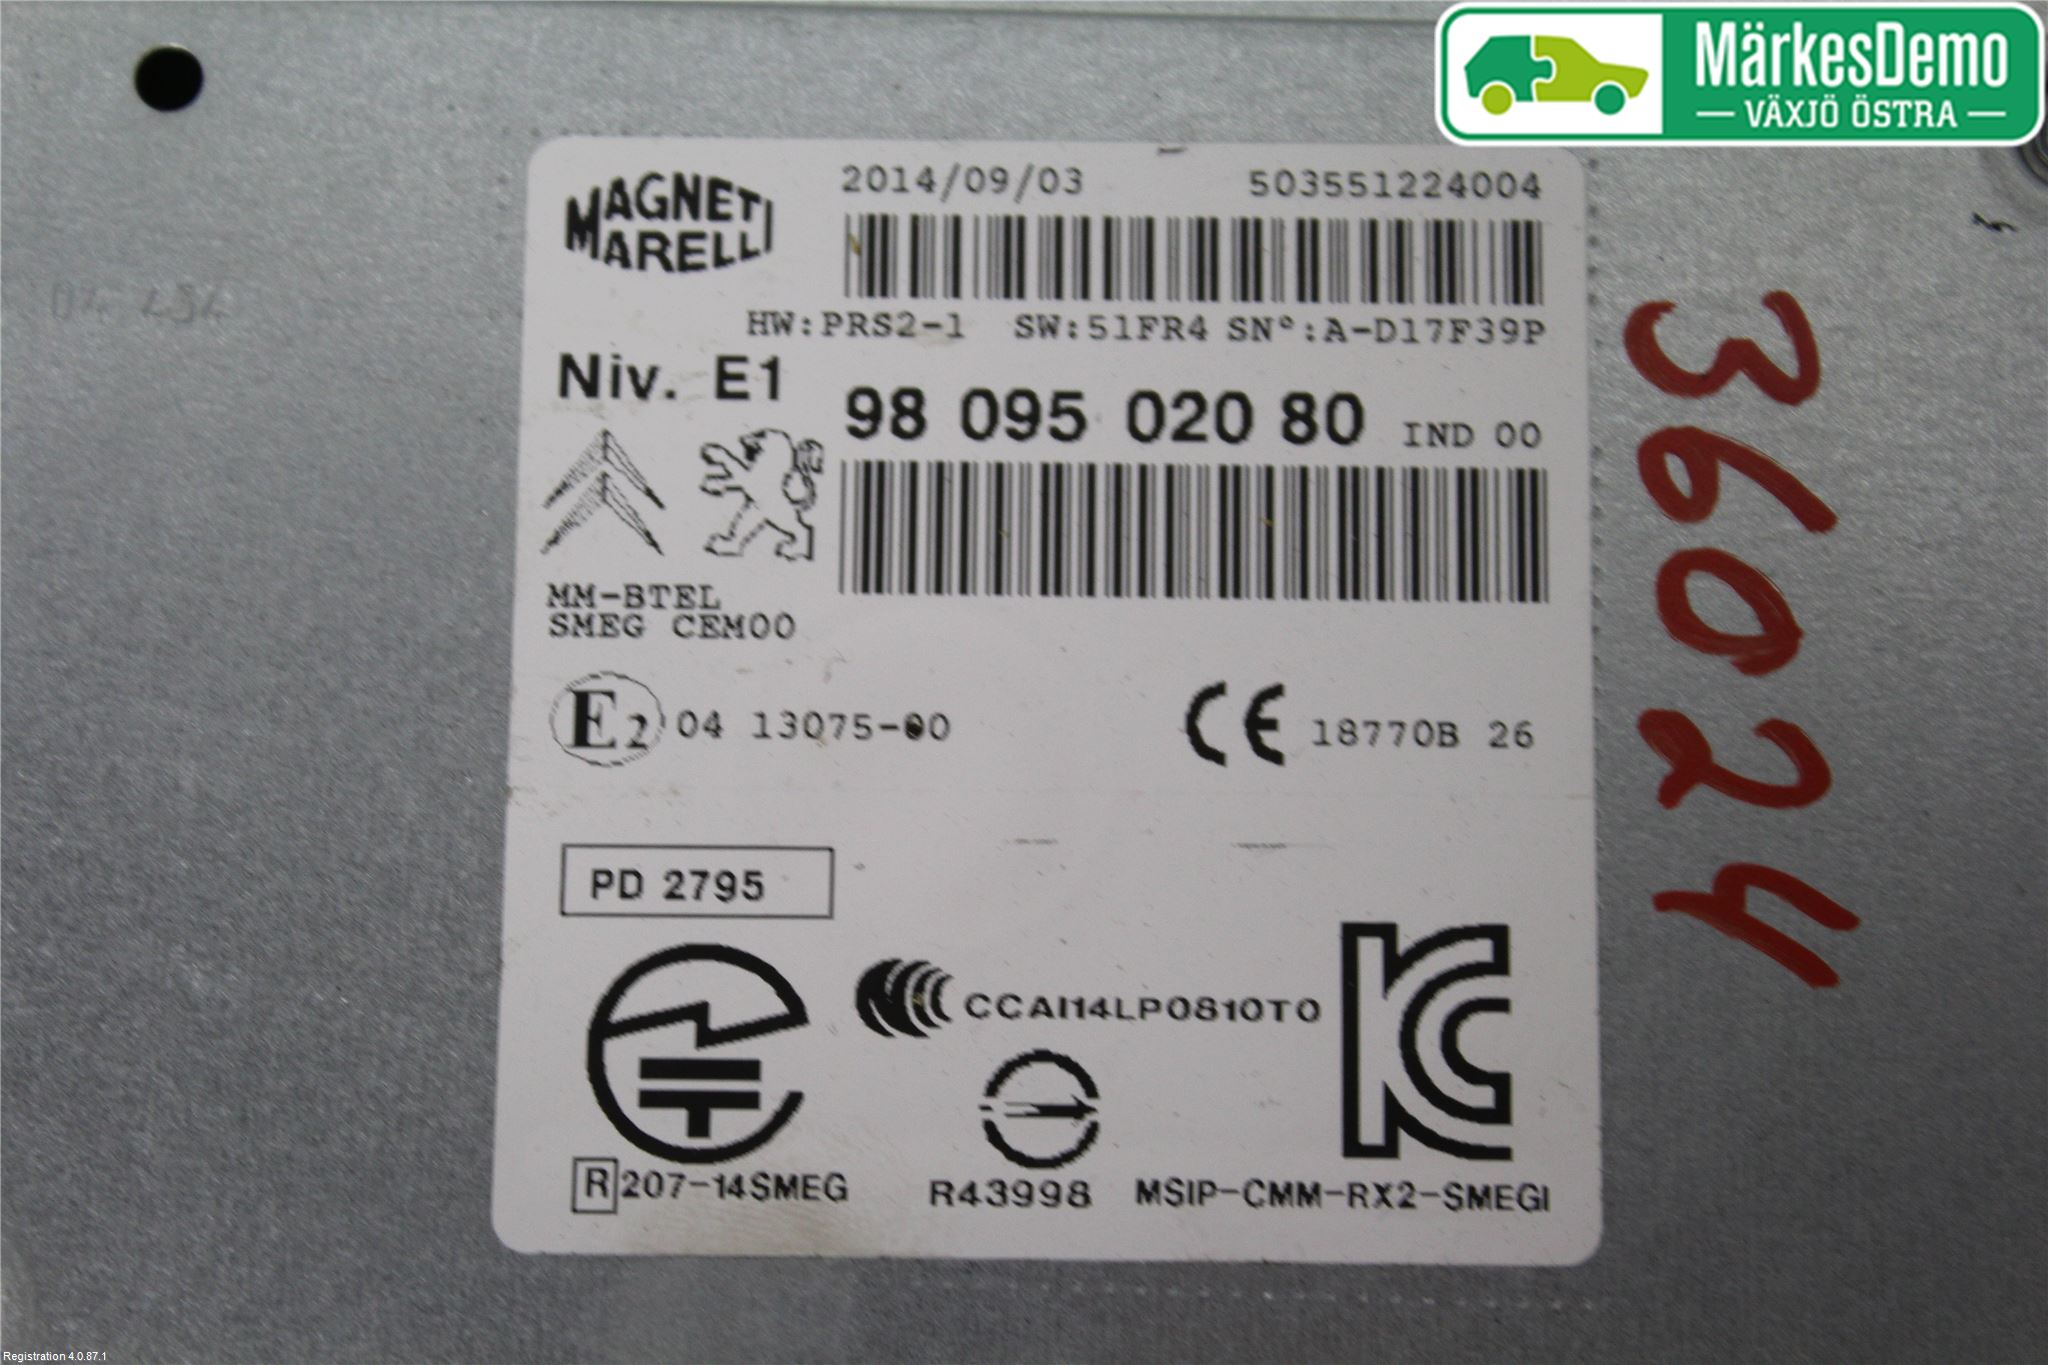 MärkesDemo
VÄXJÖ ÖSTRA
MAGNETI
MARELLI
2014/09/03
503551224004
HW:PRS2-1 SW:51FR4 SN°:A-D17F39P
Niv. E1
98 095 020 80 IND 00
MM-BTEL
SMEG CEM00
E2 04 13075-00
CE 18770B 26
PD 2795
CCAI14LP0810T0
R 207-14SMEG
R43998
MSIP-CMM-RX2-SMEGI
36024
Registration 4.0.87.1